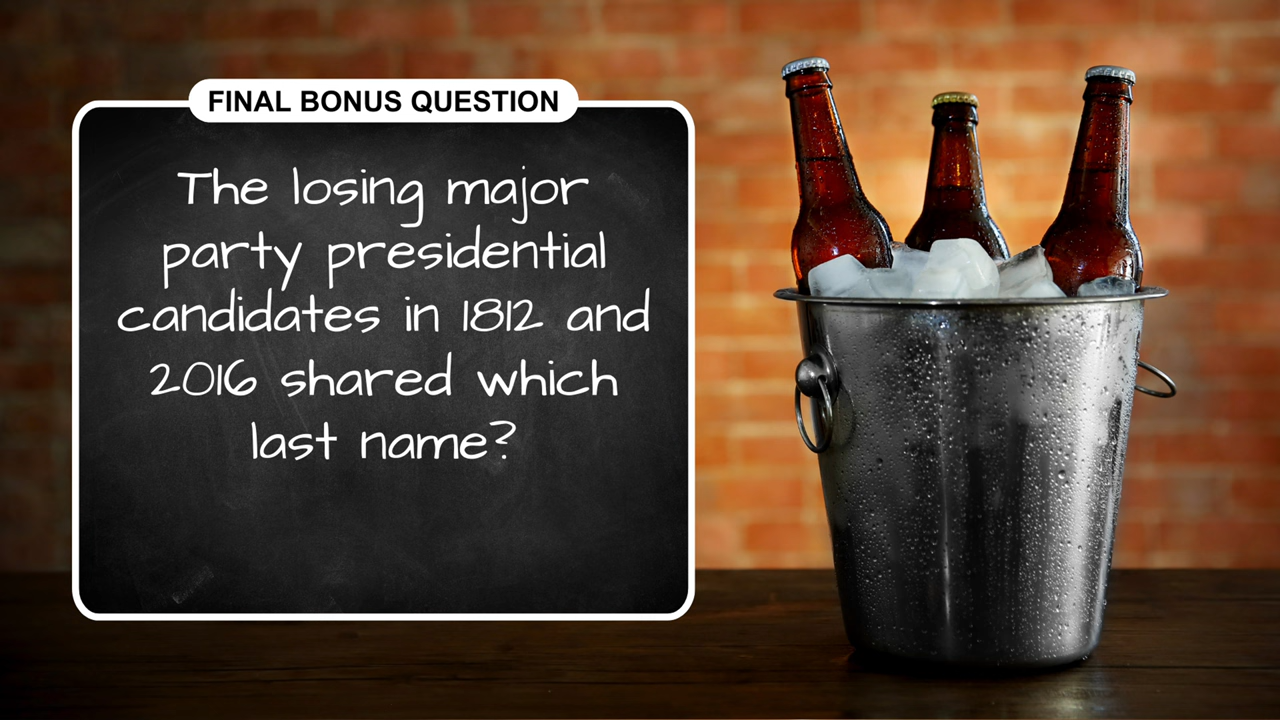 FINAL BONUS QUESTION
The losing major
party presidential
candidates in 1812 and
2016 shared which
last name?